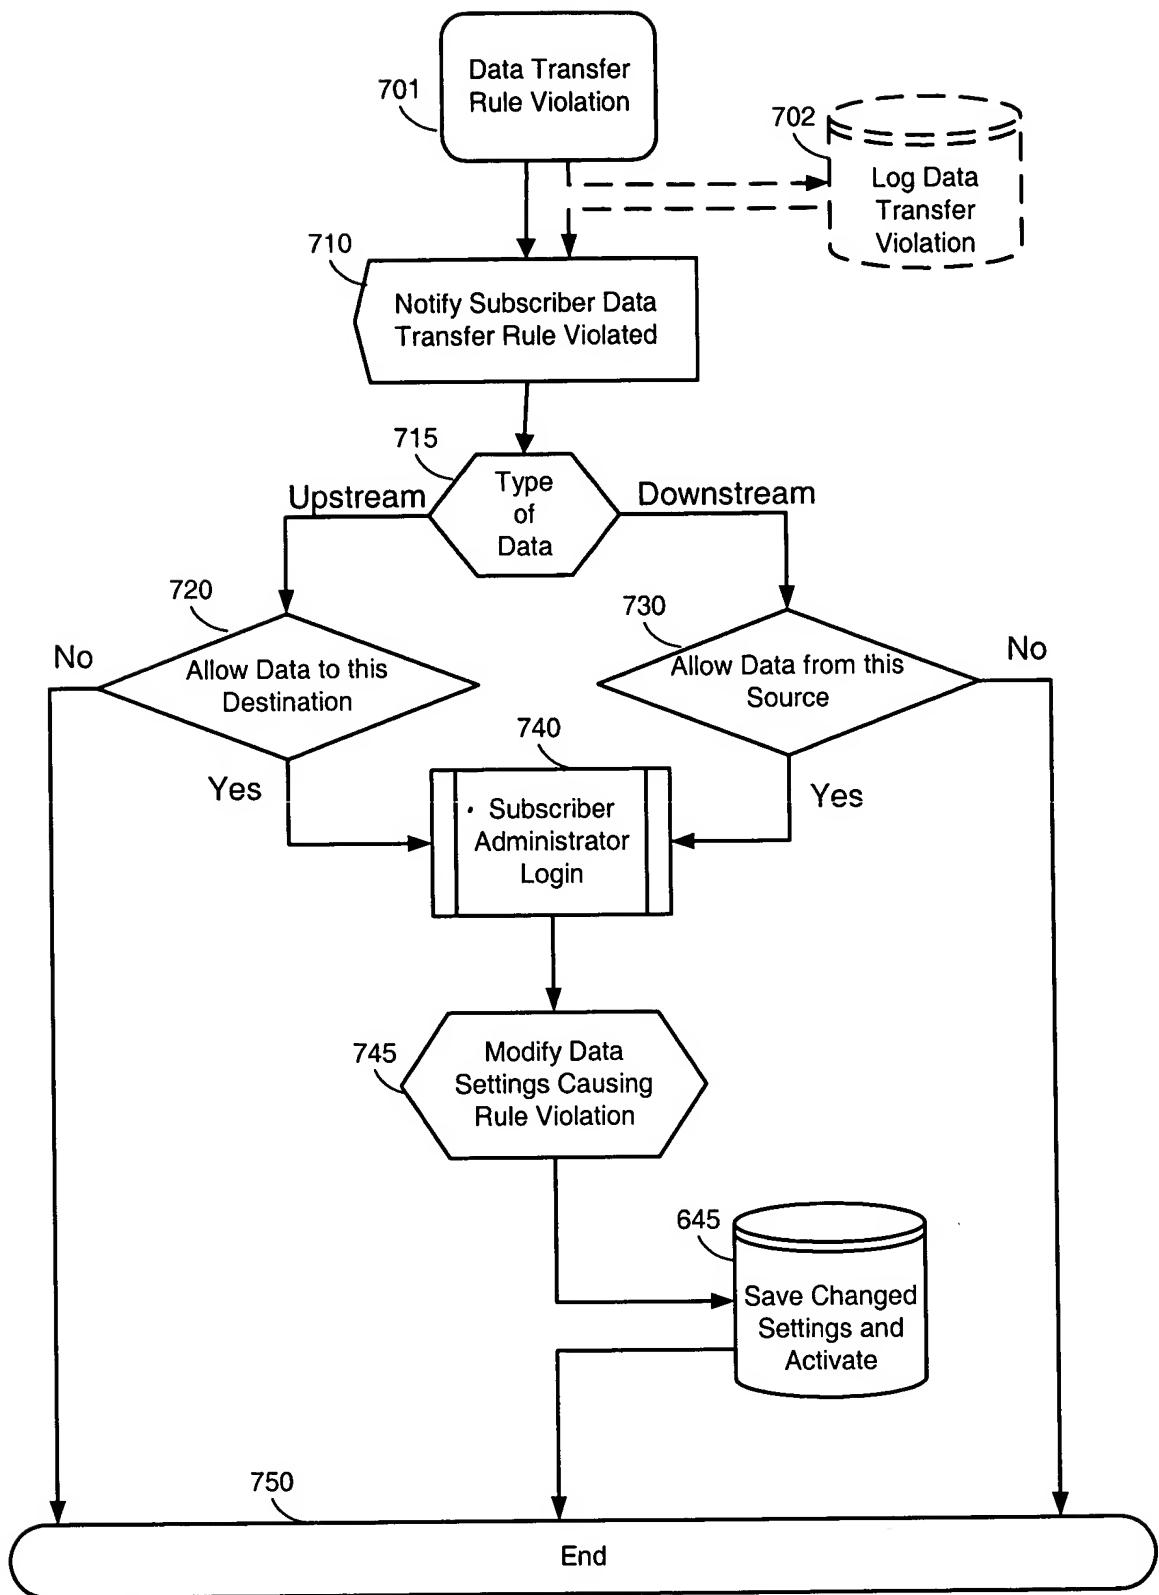 Data Transfer
Rule Violation
701
702
Log Data
Transfer
Violation
710
Notify Subscriber Data
Transfer Rule Violated
715
Type
of
Data
Upstream
Downstream
720
Allow Data to this
Destination
No
730
Allow Data from this
Source
No
Yes
Yes
740
Subscriber
Administrator
Login
745
Modify Data
Settings Causing
Rule Violation
645
Save Changed
Settings and
Activate
750
End